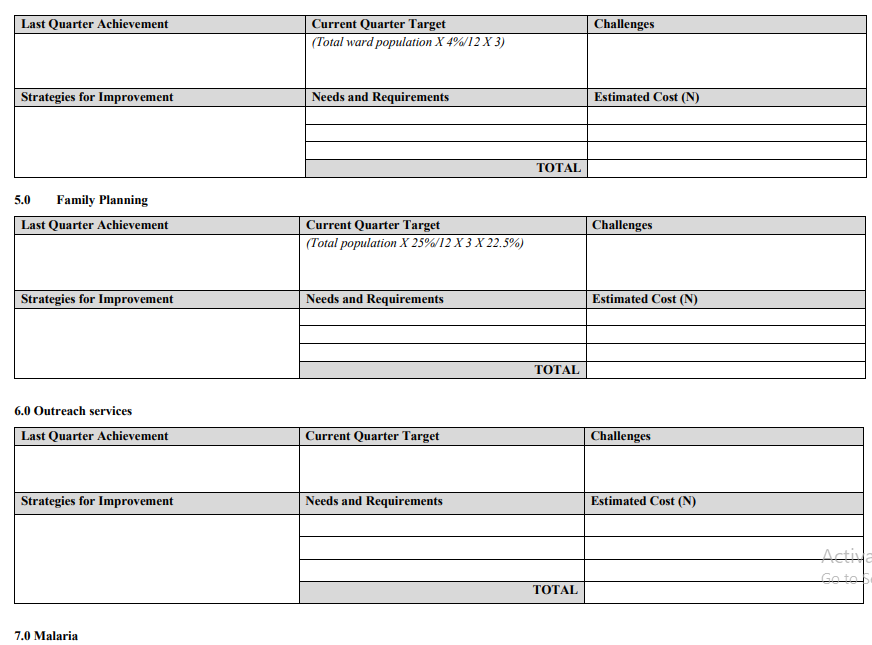 Last Quarter Achievement Current Quarter Target Challenges
(Total ward population X 4%/12 X 3)
Strategies for Improvement Needs and Requirements Estimated Cost (N)
TOTAL
5.0 Family Planning
Last Quarter Achievement Current Quarter Target Challenges
(Total population X 25%/12 X 3 X 22.5%)
Strategies for Improvement Needs and Requirements Estimated Cost (N)
TOTAL
6.0 Outreach services
Last Quarter Achievement Current Quarter Target Challenges
Strategies for Improvement Needs and Requirements Estimated Cost (N)
Activa
Go to S
TOTAL
7.0 Malaria